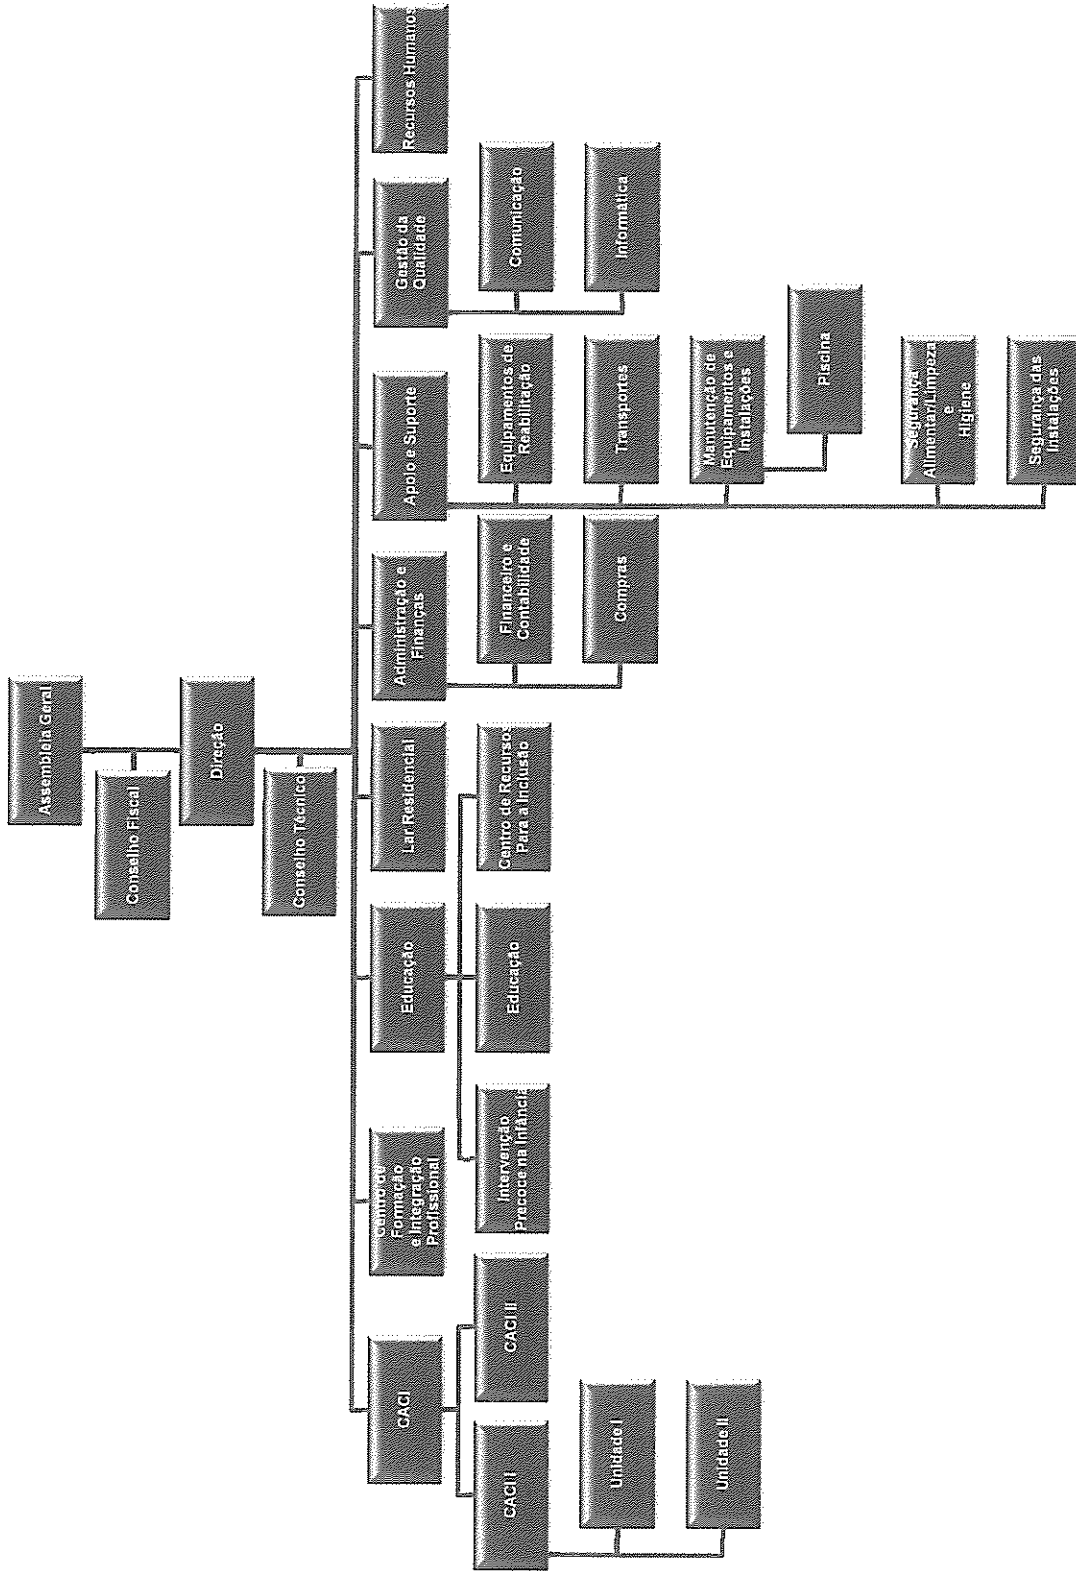 Assembleia Geral
Conselho Fiscal
Direção
Conselho Técnico
CACI
Centro de
Formação
e Integração
Profissional
Educação
Lar Residencial
Administração e
Finanças
Apoio e Suporte
Gestão da
Qualidade
Recursos Humanos
CACI I
CACI II
Intervenção
Precoce na Infância
Educação
Centro de Recursos
Para a Inclusão
Financeiro e
Contabilidade
Equipamentos de
Reabilitação
Comunicação
Unidade I
Compras
Transportes
Informática
Unidade II
Manutenção de
Equipamentos e
Instalações
Piscina
Segurança
Alimentar/Limpeza
e
Higiene
Segurança das
Instalações